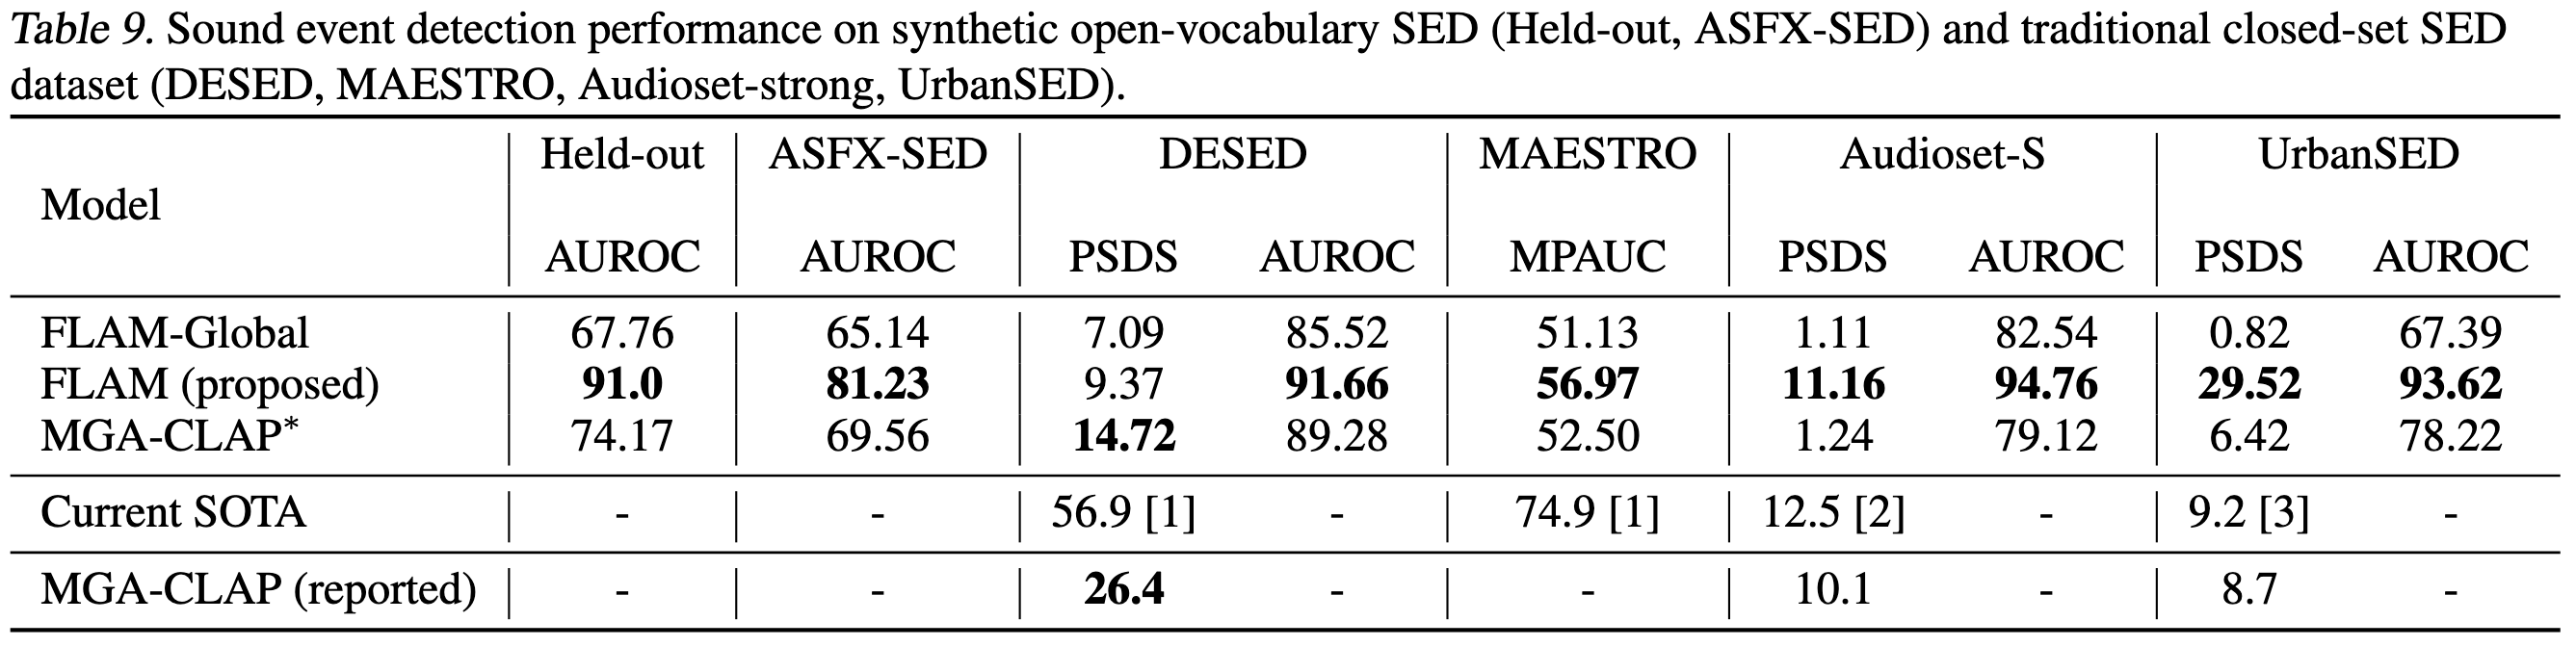 Table 9. Sound event detection performance on synthetic open-vocabulary SED (Held-out, ASFX-SED) and traditional closed-set SED
dataset (DESED, MAESTRO, Audioset-strong, UrbanSED).
Model Held-out ASFX-SED DESED MAESTRO Audioset-S UrbanSED
AUROC AUROC PSDS AUROC MPAUC PSDS AUROC PSDS AUROC
FLAM-Global 67.76 65.14 7.09 85.52 51.13 1.11 82.54 0.82 67.39
FLAM (proposed) 91.0 81.23 9.37 91.66 56.97 11.16 94.76 29.52 93.62
MGA-CLAP* 74.17 69.56 14.72 89.28 52.50 1.24 79.12 6.42 78.22
Current SOTA - - 56.9 [1] - 74.9 [1] 12.5 [2] - 9.2 [3] -
MGA-CLAP (reported) - - 26.4 - - 10.1 - 8.7 -